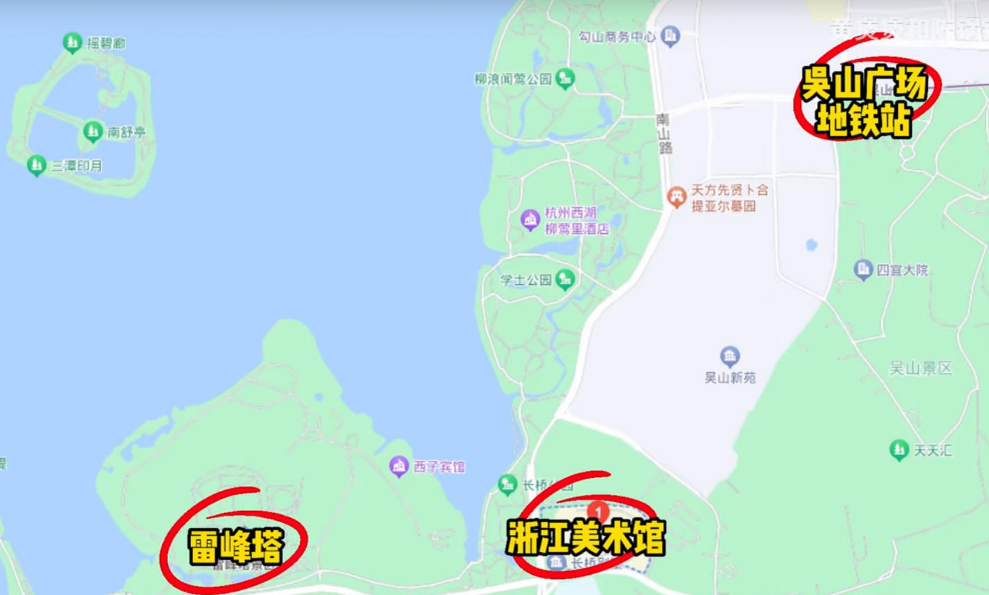 摇碧廊
勾山商务中心
吴山广场
地铁站
柳浪闻莺公园
南山路
南舒亭
三潭印月
天方先贤卜合
提亚尔墓园
杭州西湖
柳莺里酒店
学士公园
四宜大院
吴山新苑
吴山景区
天天汇
西子宾馆
长桥公园
1
浙江美术馆
雷峰塔